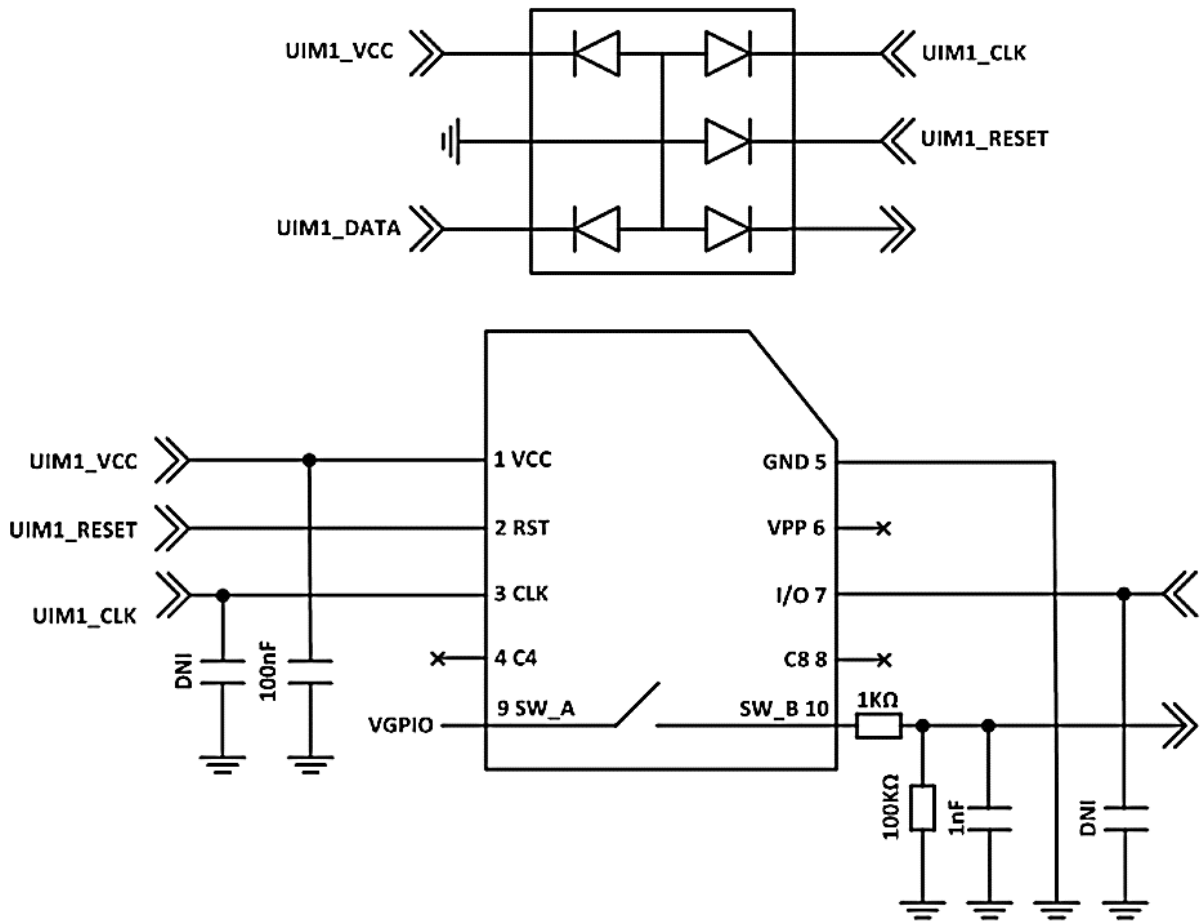 UIM1_VCC
UIM1_CLK
UIM1_RESET
UIM1_DATA
UIM1_VCC
1 VCC
GND 5
UIM1_RESET
2 RST
VPP 6
UIM1_CLK
3 CLK
I/O 7
4 C4
C8 8
DNI
100nF
VGPIO
9 SW_A
SW_B 10
1KΩ
100KΩ
1nF
DNI